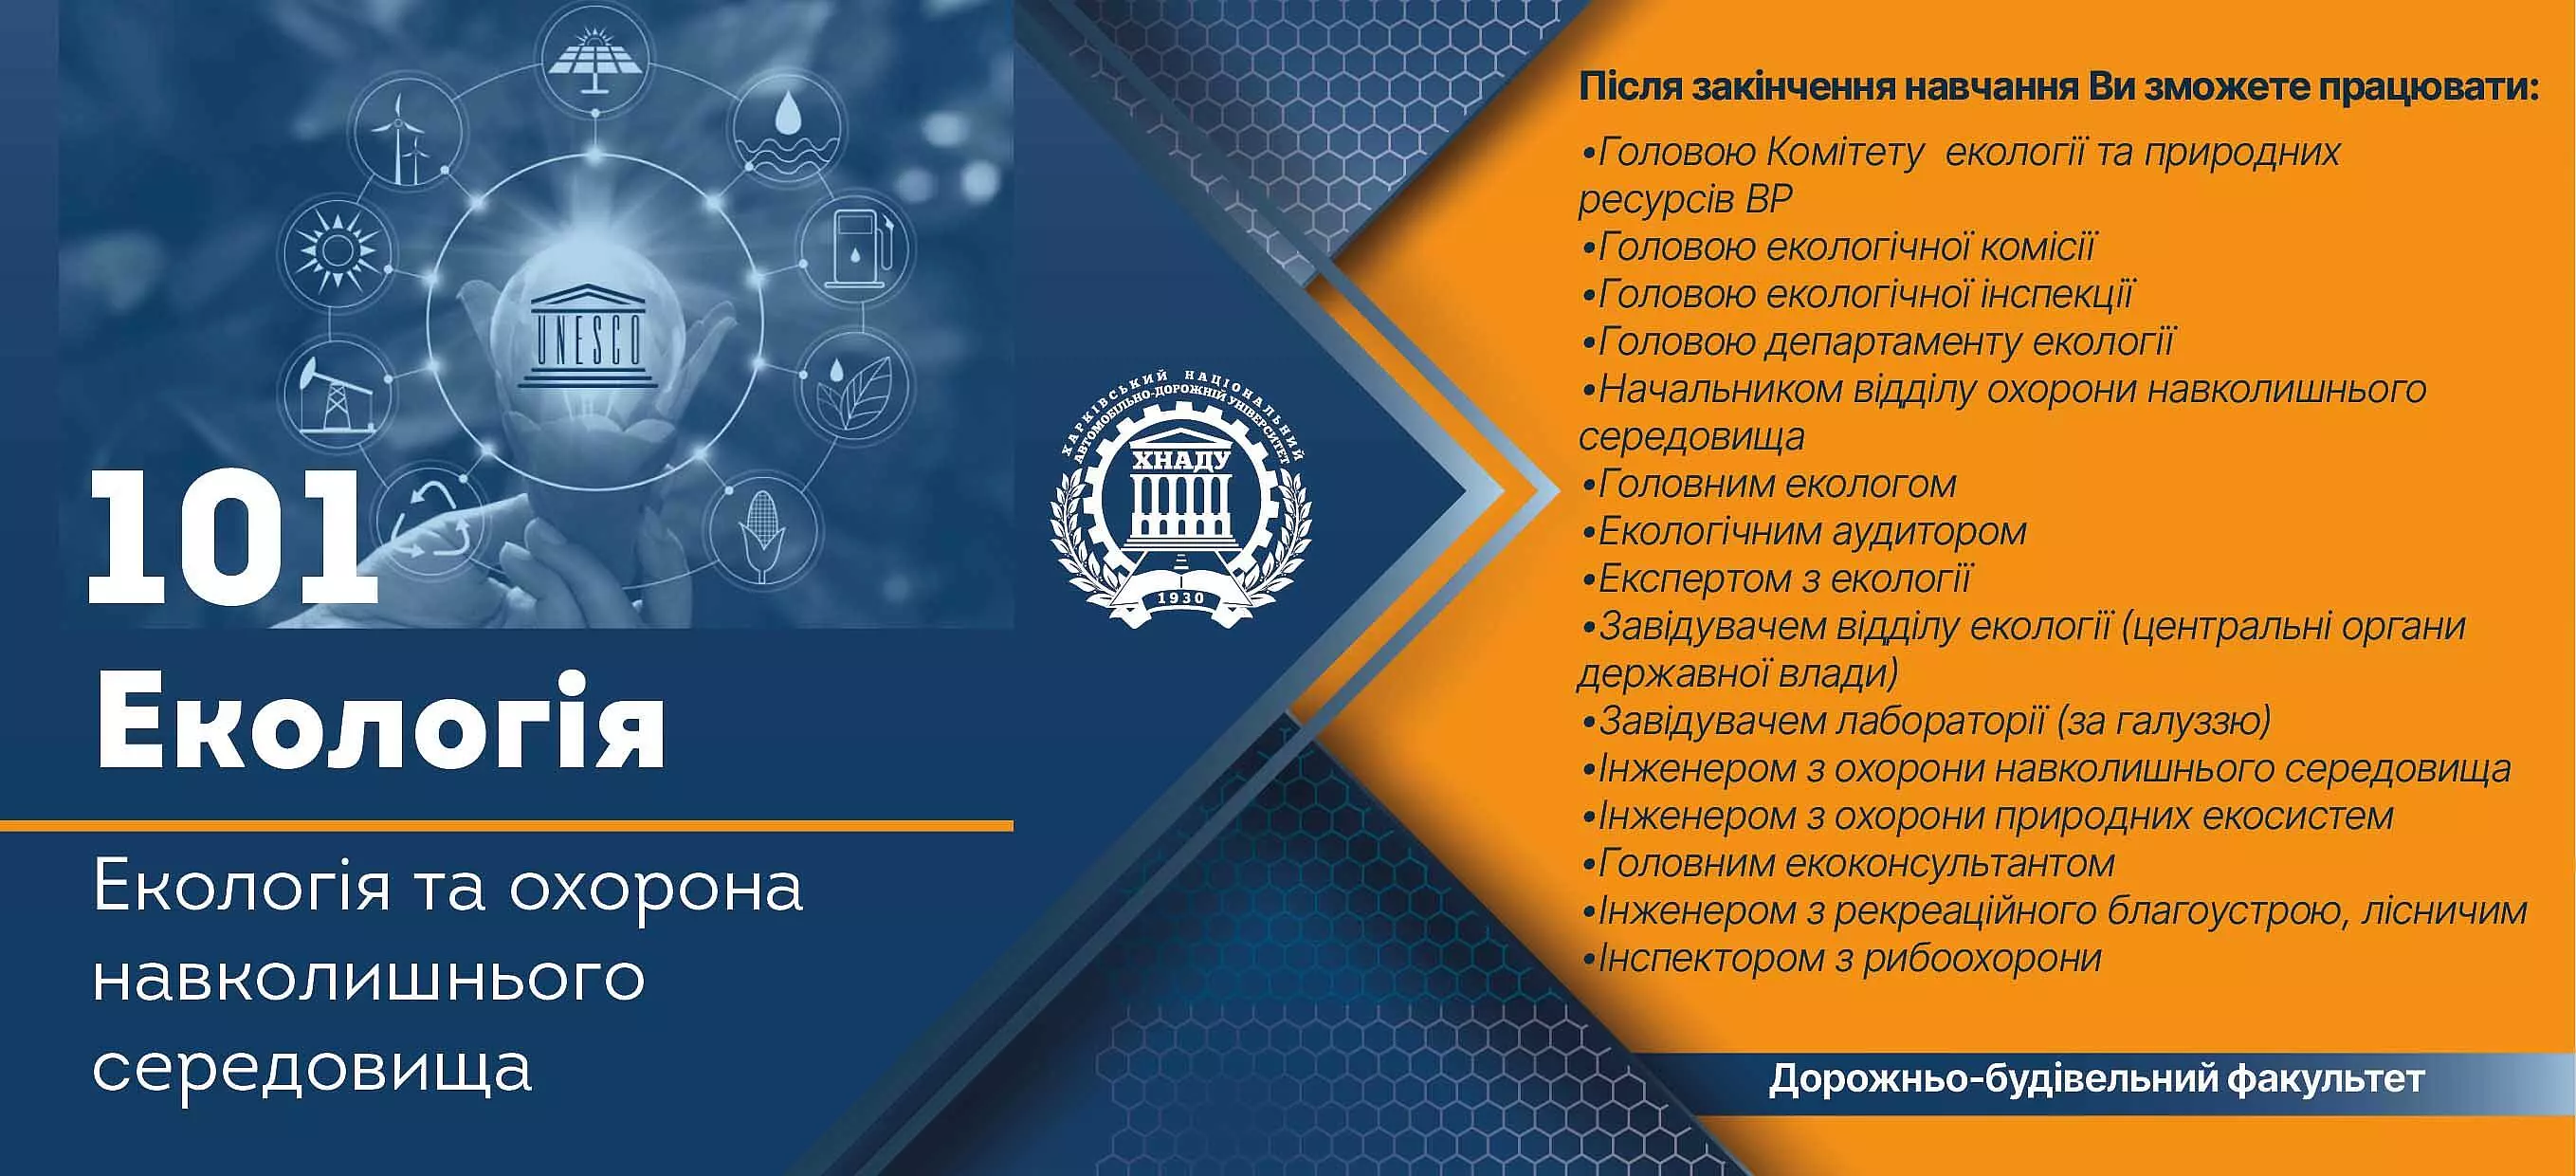 UNESCO
101
Екологія
Екологія та охорона
навколишнього
середовища
ХАРКІВСЬКИЙ НАЦІОНАЛЬНИЙ
АВТОМОБІЛЬНО-ДОРОЖНІЙ УНІВЕРСИТЕТ
ХНАДУ
1930
Після закінчення навчання Ви зможете працювати:
•Головою Комітету екології та природних
ресурсів ВР
•Головою екологічної комісії
•Головою екологічної інспекції
•Головою департаменту екології
•Начальником відділу охорони навколишнього
середовища
•Головним екологом
•Екологічним аудитором
•Експертом з екології
•Завідувачем відділу екології (центральні органи
державної влади)
•Завідувачем лабораторії (за галуззю)
•Інженером з охорони навколишнього середовища
•Інженером з охорони природних екосистем
•Головним екоконсультантом
•Інженером з рекреаційного благоустрою, лісничим
•Інспектором з рибоохорони
Дорожньо-будівельний факультет